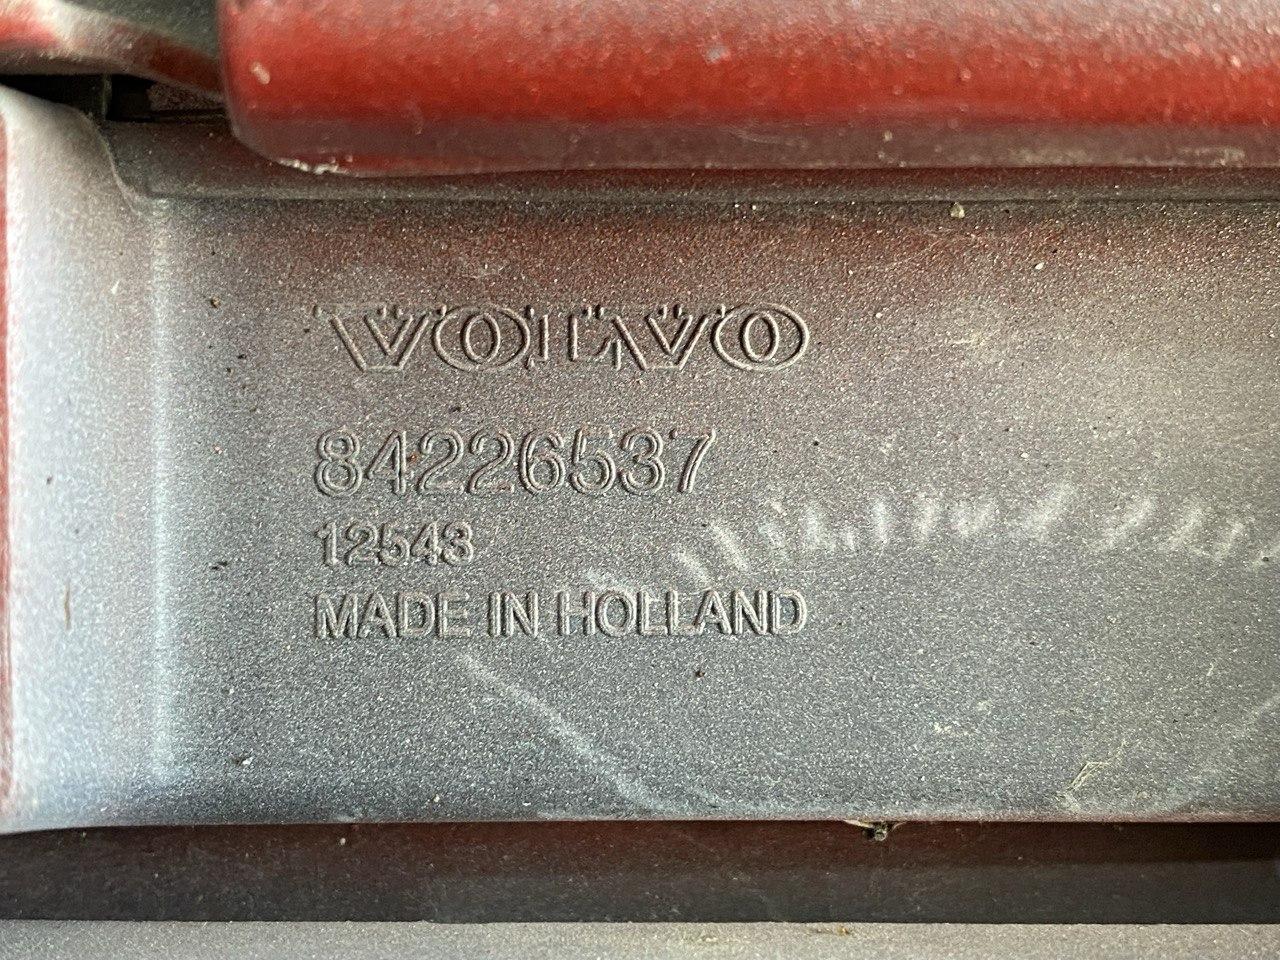 VOLVO
84226537
12543
MADE IN HOLLAND